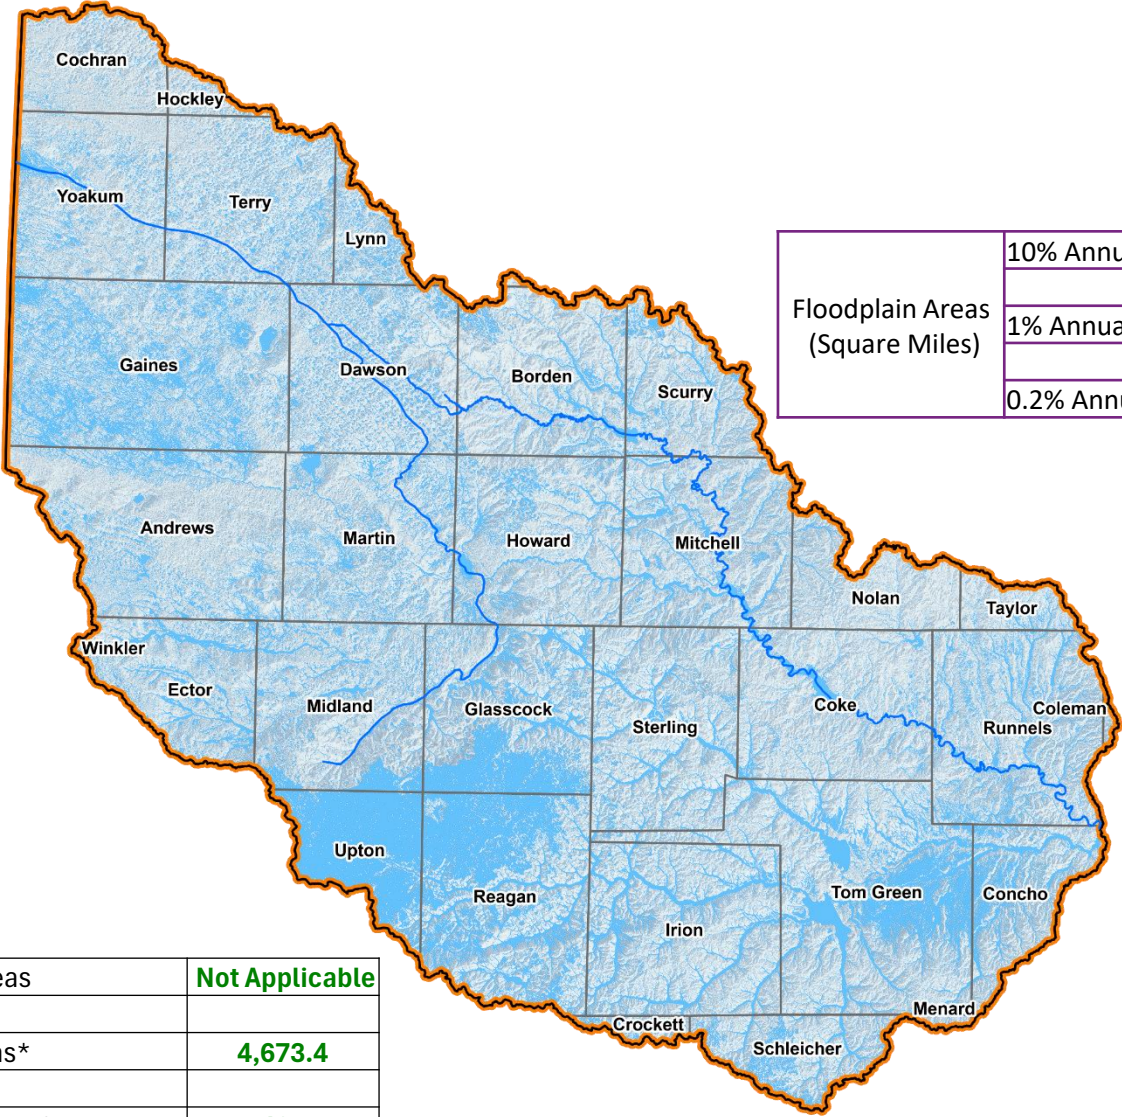 Cochran
Hockley
Yoakum
Terry
Lynn
10% Annu
Floodplain Areas
(Square Miles)
1% Annua
0.2% Annu
Gaines
Dawson
Borden
Scurry
Andrews
Martin
Howard
Mitchell
Nolan
Taylor
Winkler
Ector
Midland
Glasscock
Sterling
Coke
Coleman
Runnels
Upton
Reagan
Irion
Tom Green
Concho
Menard
Crockett
Schleicher
eas Not Applicable
ns* 4,673.4